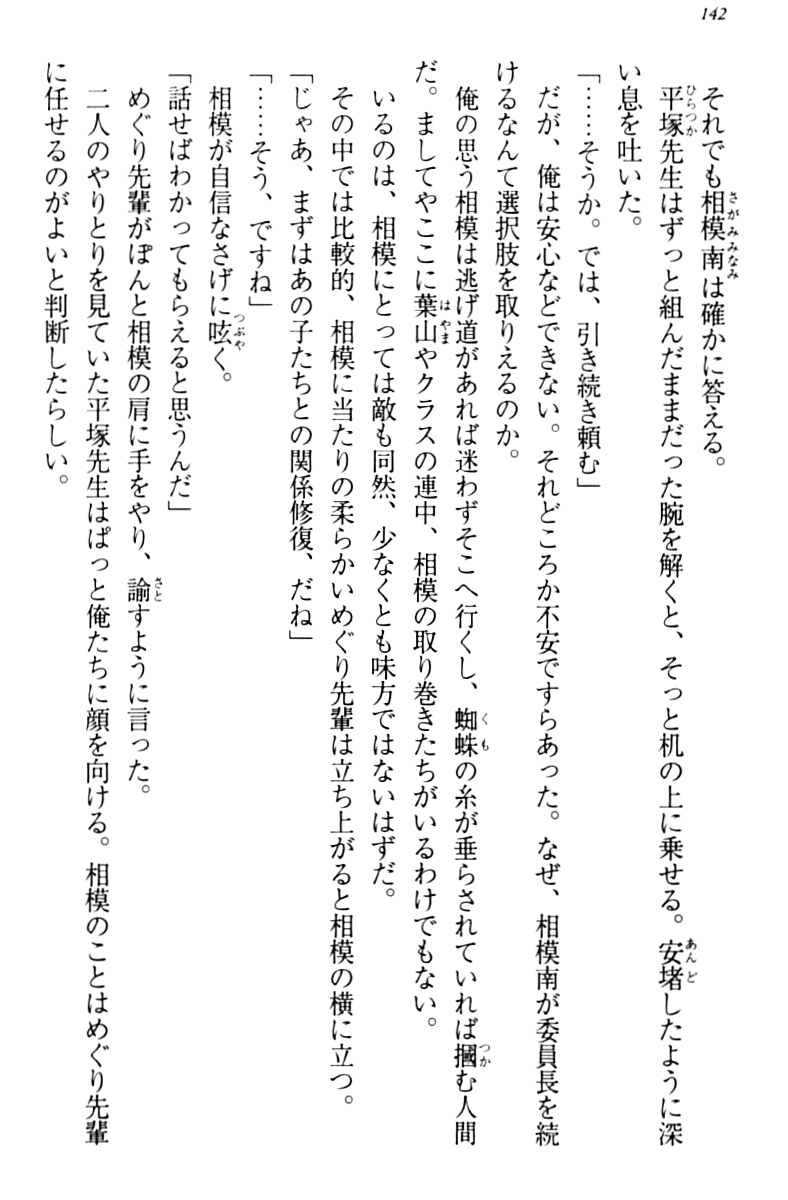 142
それでも相模南は確かに答える。
平塚先生はずっと組んだままだった腕を解くと、そっと机の上に乗せる。安堵したように深
い息を吐いた。
「……そうか。では、引き続き頼む」
だが、俺は安心などできない。それどころか不安ですらあった。なぜ、相模南が委員長を続
けるなんて選択肢を取りえるのか。
俺の思う相模は逃げ道があれば迷わずそこへ行くし、蜘蛛の糸が垂らされていれば摑む人間
だ。ましてやここに葉山やクラスの連中、相模の取り巻きたちがいるわけでもない。
いるのは、相模にとっては敵も同然、少なくとも味方ではないはずだ。
その中では比較的、相模に当たりの柔らかいめぐり先輩は立ち上がると相模の横に立つ。
「じゃあ、まずはあの子たちとの関係修復、だね」
「……そう、ですね」
相模が自信なさげに呟く。
「話せばわかってもらえると思うんだ」
めぐり先輩がぽんと相模の肩に手をやり、諭すように言った。
二人のやりとりを見ていた平塚先生はぱっと俺たちに顔を向ける。相模のことはめぐり先輩
に任せるのがよいと判断したらしい。